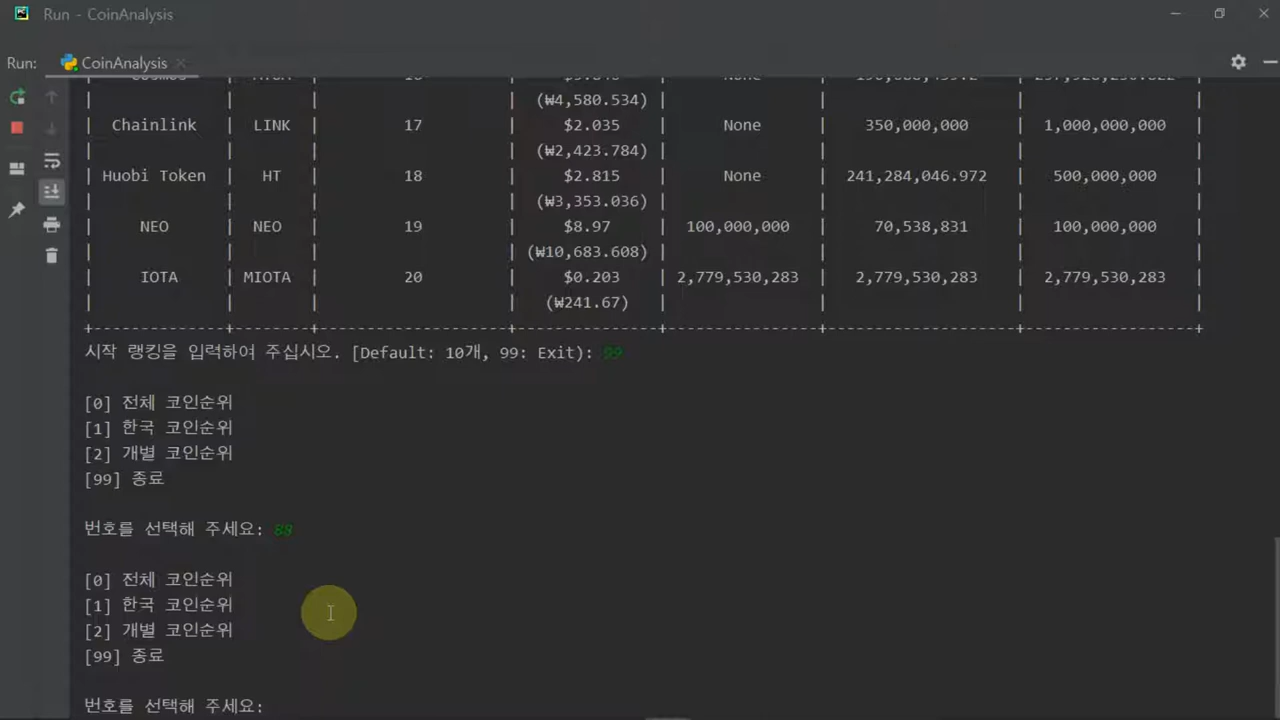 Run - CoinAnalysis
Run: CoinAnalysis
| | | | (₩4,580.534) | | | |
| Chainlink | LINK | 17 | $2.035 | None | 350,000,000 | 1,000,000,000 |
| | | | (₩2,423.784) | | | |
| Huobi Token | HT | 18 | $2.815 | None | 241,284,046.972 | 500,000,000 |
| | | | (₩3,353.036) | | | |
| NEO | NEO | 19 | $8.97 | 100,000,000 | 70,538,831 | 100,000,000 |
| | | | (₩10,683.608) | | | |
| IOTA | MIOTA | 20 | $0.203 | 2,779,530,283 | 2,779,530,283 | 2,779,530,283 |
| | | | (₩241.67) | | | |
시작 랭킹을 입력하여 주십시오. [Default: 10개, 99: Exit): 99
[0] 전체 코인순위
[1] 한국 코인순위
[2] 개별 코인순위
[99] 종료
번호를 선택해 주세요: 88
[0] 전체 코인순위
[1] 한국 코인순위
[2] 개별 코인순위
[99] 종료
번호를 선택해 주세요: